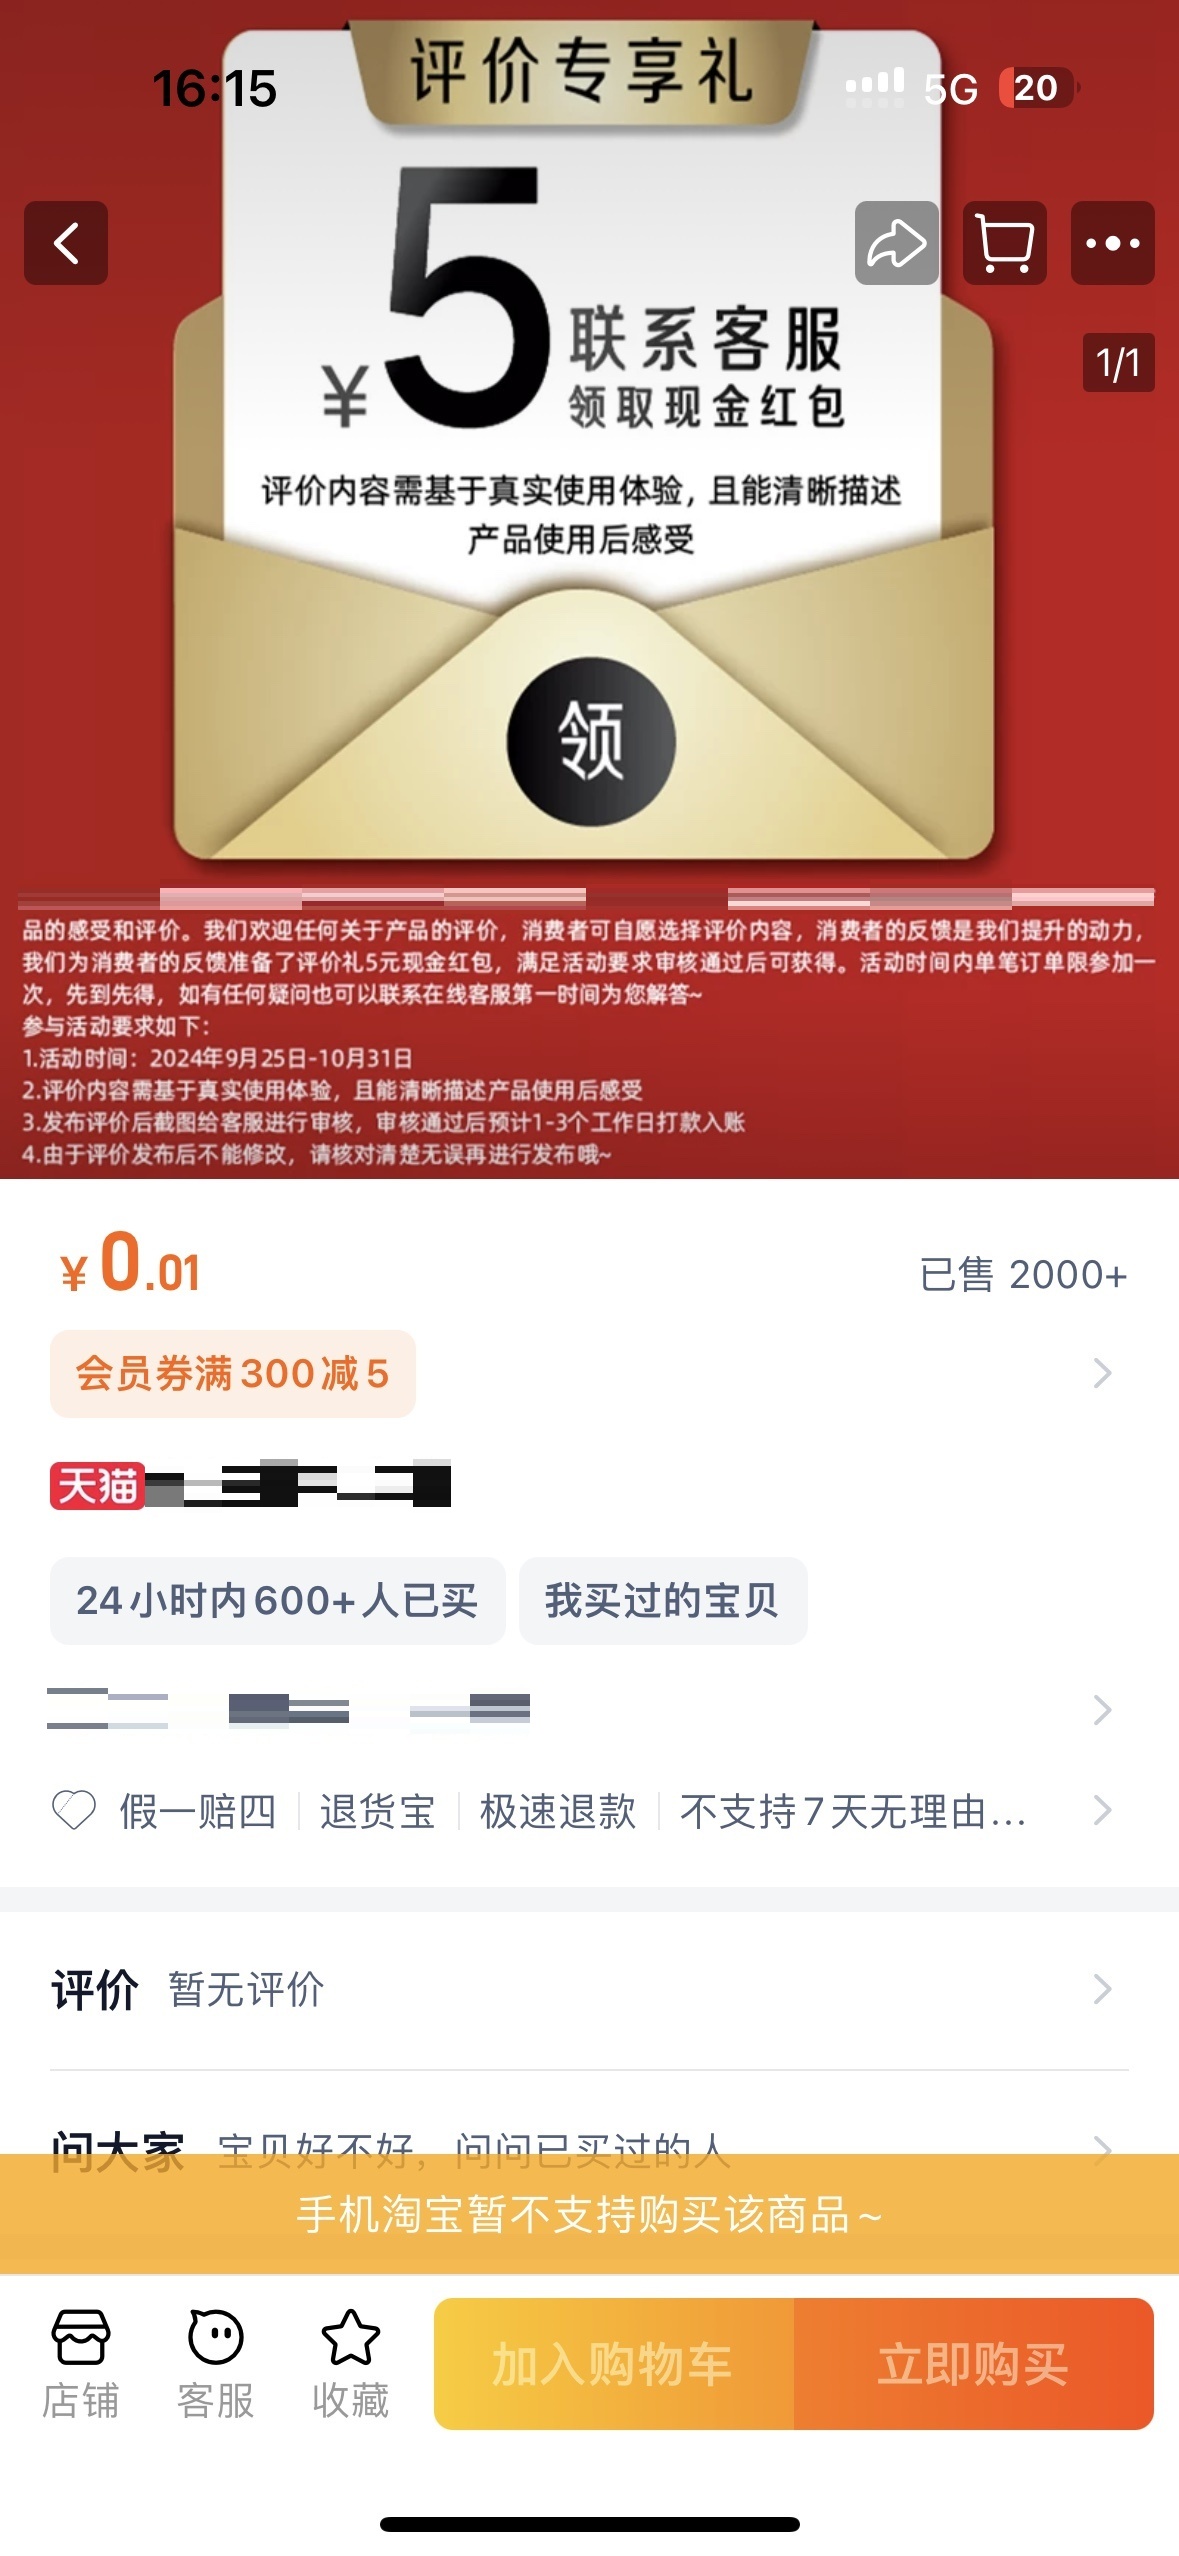 评价专享礼
16:15
5G
20
¥5
联系客服
领取现金红包
1/1
评价内容需基于真实使用体验，且能清晰描述
产品使用后感受
领
品的感受和评价。我们欢迎任何关于产品的评价，消费者可自愿选择评价内容，消费者的反馈是我们提升的动力，
我们为消费者的反馈准备了评价礼5元现金红包，满足活动要求审核通过后可获得。活动时间内单笔订单限参加一
次，先到先得，如有任何疑问也可以联系在线客服第一时间为您解答~
参与活动要求如下：
1.活动时间：2024年9月25日-10月31日
2.评价内容需基于真实使用体验，且能清晰描述产品使用后感受
3.发布评价后截图给客服进行审核，审核通过后预计1-3个工作日打款入账
4.由于评价发布后不能修改，请核对清楚无误再进行发布哦~
¥0.01
已售 2000+
会员券满300减5
天猫
24小时内600+人已买
我买过的宝贝
假一赔四
退货宝
极速退款
不支持7天无理由...
评价 暂无评价
问大家 宝贝好不好，问问已买过的人
手机淘宝暂不支持购买该商品~
店铺
客服
收藏
加入购物车
立即购买